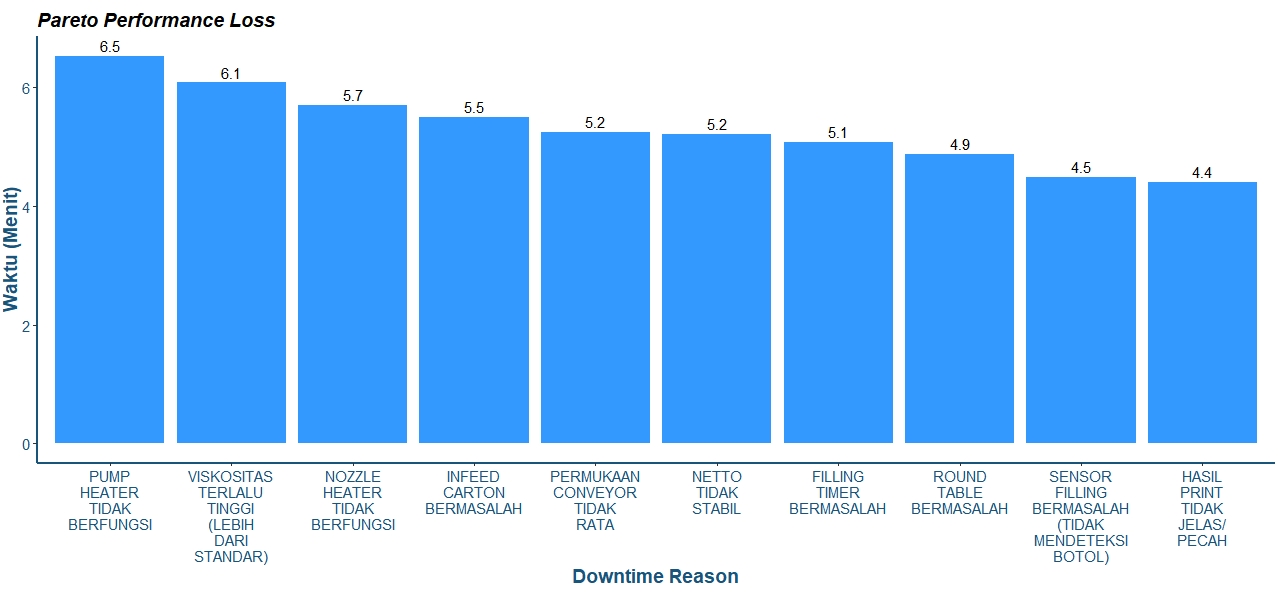 Pareto Performance Loss
6.5
6.1
5.7
5.5
5.2
5.2
5.1
4.9
4.5
4.4
6
4
2
0
Waktu (Menit)
PUMP
HEATER
TIDAK
BERFUNGSI
VISKOSITAS
TERLALU
TINGGI
(LEBIH
DARI
STANDAR)
NOZZLE
HEATER
TIDAK
BERFUNGSI
INFEED
CARTON
BERMASALAH
PERMUKAAN
CONVEYOR
TIDAK
RATA
NETTO
TIDAK
STABIL
FILLING
TIMER
BERMASALAH
ROUND
TABLE
BERMASALAH
SENSOR
FILLING
BERMASALAH
(TIDAK
MENDETEKSI
BOTOL)
HASIL
PRINT
TIDAK
JELAS/
PECAH
Downtime Reason